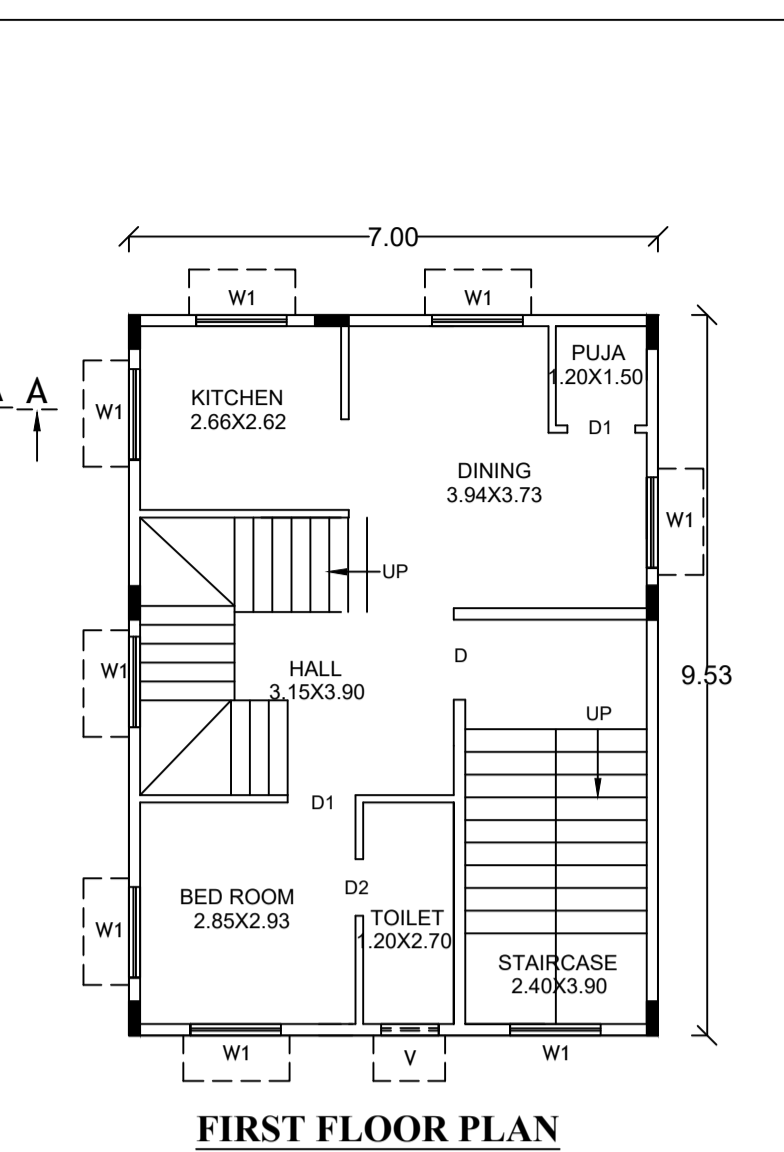 7.00
W1
W1
PUJA
1.20X1.50
A
W1
KITCHEN
2.66X2.62
D1
DINING
3.94X3.73
W1
UP
D
W1
HALL
3.15X3.90
9.53
UP
D1
D2
BED ROOM
2.85X2.93
W1
TOILET
1.20X2.70
STAIRCASE
2.40X3.90
W1
V
W1
FIRST FLOOR PLAN